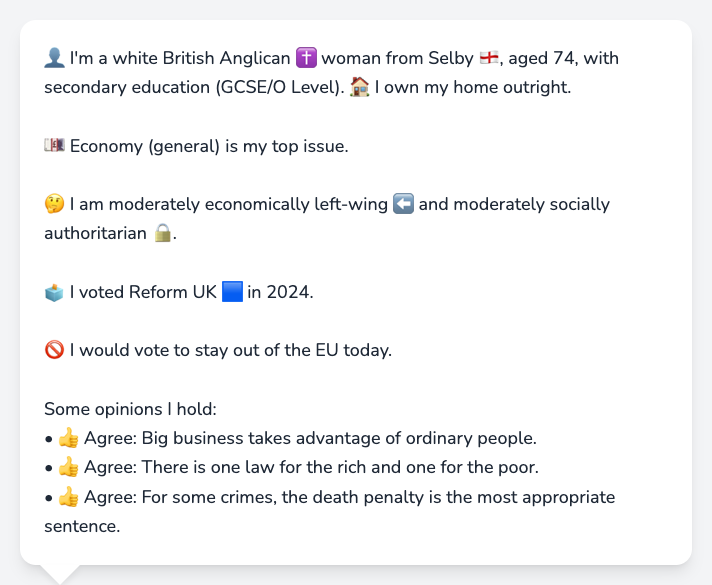 👤 I'm a white British Anglican ✝️ woman from Selby 🏴󠁧󠁢󠁥󠁮󠁧󠁿, aged 74, with
secondary education (GCSE/O Level). 🏠 I own my home outright.
💷 Economy (general) is my top issue.
🤔 I am moderately economically left-wing ⬅️ and moderately socially
authoritarian 🔒.
🗳️ I voted Reform UK 🟦 in 2024.
🚫 I would vote to stay out of the EU today.
Some opinions I hold:
• 👍 Agree: Big business takes advantage of ordinary people.
• 👍 Agree: There is one law for the rich and one for the poor.
• 👍 Agree: For some crimes, the death penalty is the most appropriate
sentence.